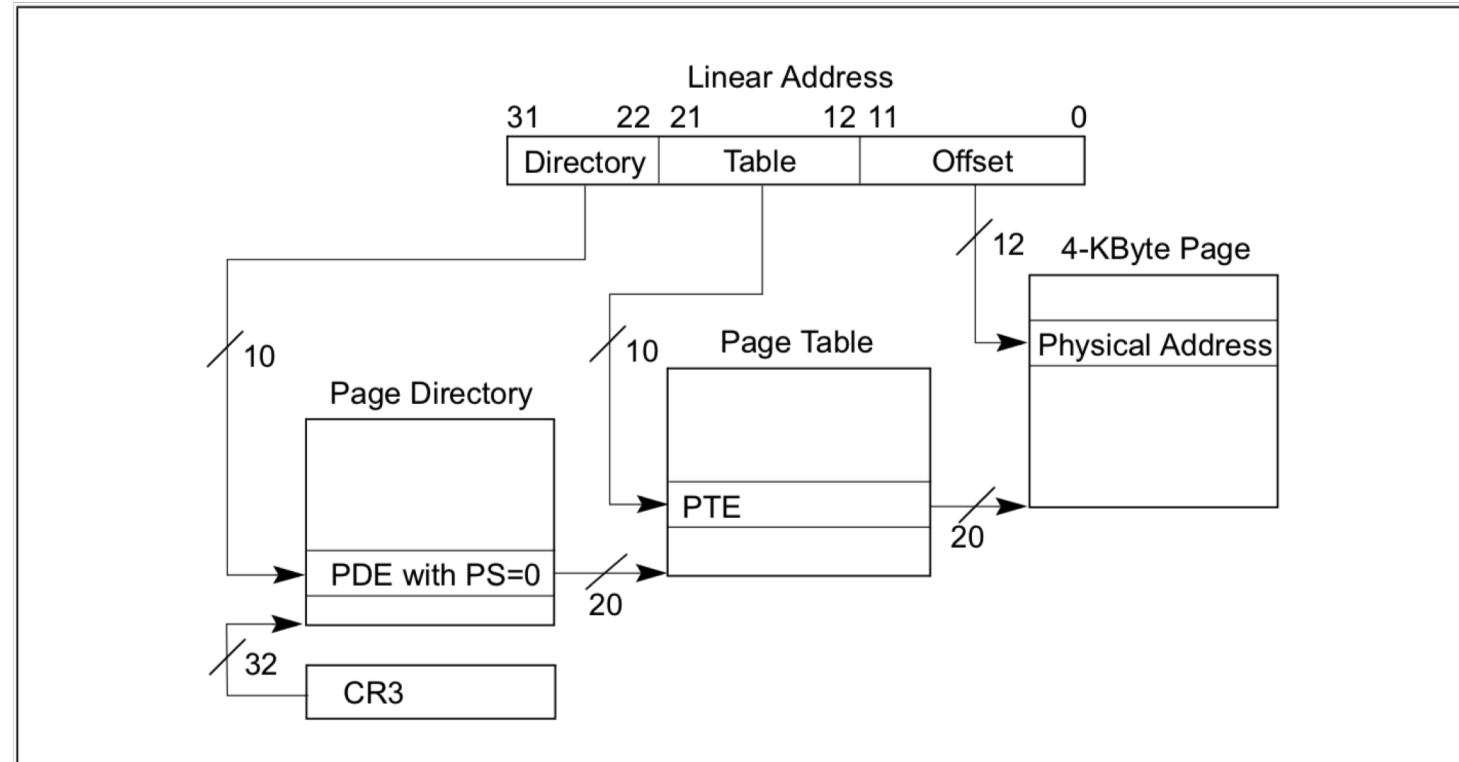 Linear Address
31 22 21 12 11 0
Directory Table Offset
12
4-KByte Page
Physical Address
10
10
Page Table
Page Directory
PTE
20
PDE with PS=0
20
32
CR3